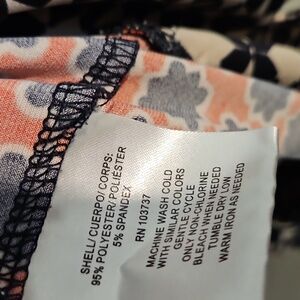 SHELL/ CUERPO/ CORPS:
95% POLYESTER/ POLIÉSTER
5% SPANDEX
RN 103737
MACHINE WASH COLD
WITH SIMILAR COLORS
GENTLE CYCLE
ONLY NON-CHLORINE
BLEACH WHEN NEEDED
TUMBLE DRY LOW
WARM IRON AS NEEDED